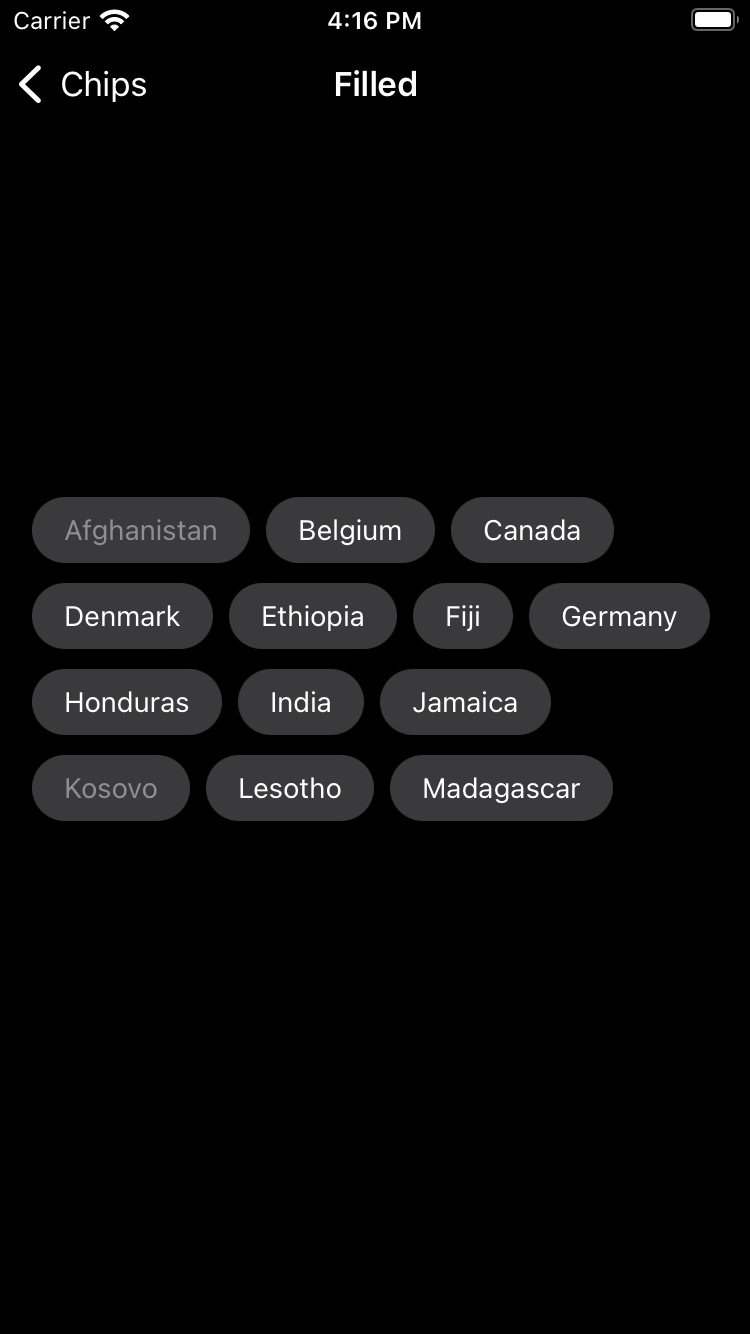 Carrier 4:16 PM
Chips Filled
Afghanistan Belgium Canada
Denmark Ethiopia Fiji Germany
Honduras India Jamaica
Kosovo Lesotho Madagascar